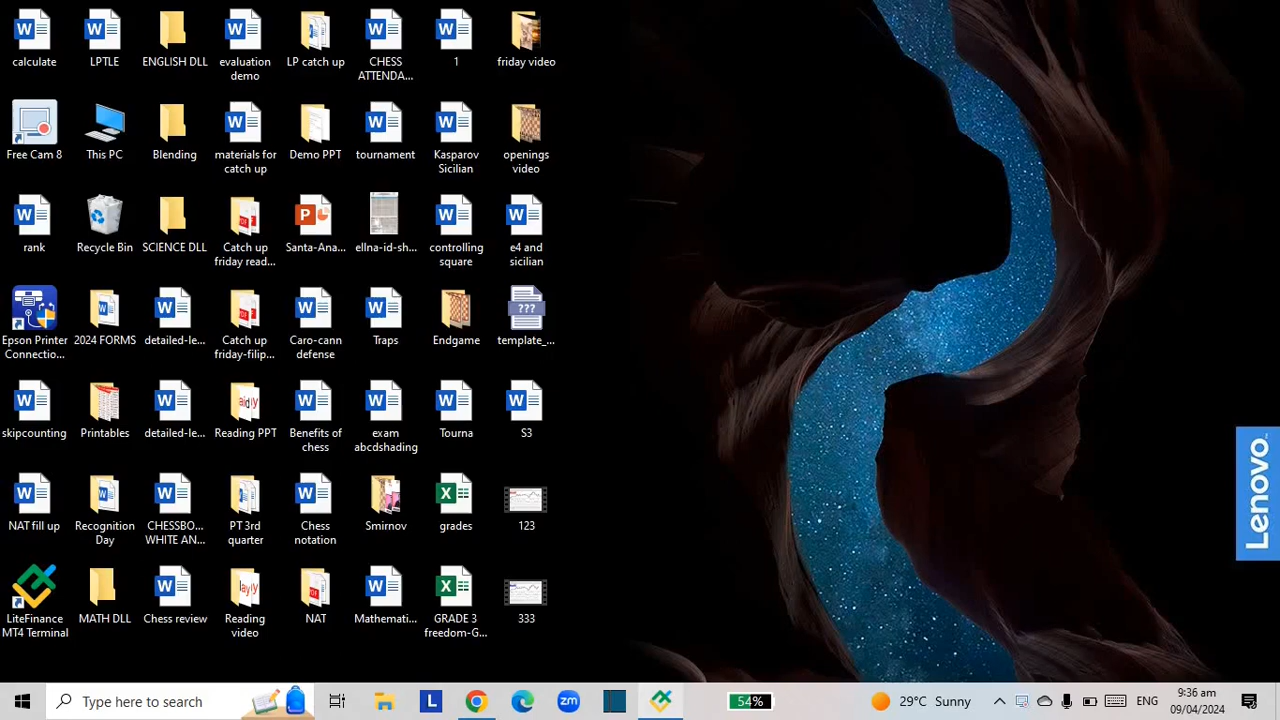 calculate
LPTLE
ENGLISH DLL
evaluation
demo
LP catch up
CHESS
ATTENDA...
1
friday video
Free Cam 8
This PC
Blending
materials for
catch up
Demo PPT
tournament
Kasparov
Sicilian
openings
video
rank
Recycle Bin
SCIENCE DLL
Catch up
friday read...
Santa-Ana...
ellna-id-sh...
controlling
square
e4 and
sicilian
Epson Printer
Connectio...
2024 FORMS
detailed-le...
Catch up
friday-filip...
Caro-cann
defense
Traps
Endgame
???
template_...
skipcounting
Printables
detailed-le...
Reading PPT
Benefits of
chess
exam
abcdshading
Tourna
S3
NAT fill up
Recognition
Day
CHESSBO...
WHITE AN...
PT 3rd
quarter
Chess
notation
Smirnov
grades
123
LiteFinance
MT4 Terminal
MATH DLL
Chess review
Reading
video
NAT
Mathemati...
GRADE 3
freedom-G...
333
Lenovo
Type here to search
L
zm
54%
29°C Sunny
ENG
9:36 am
09/04/2024